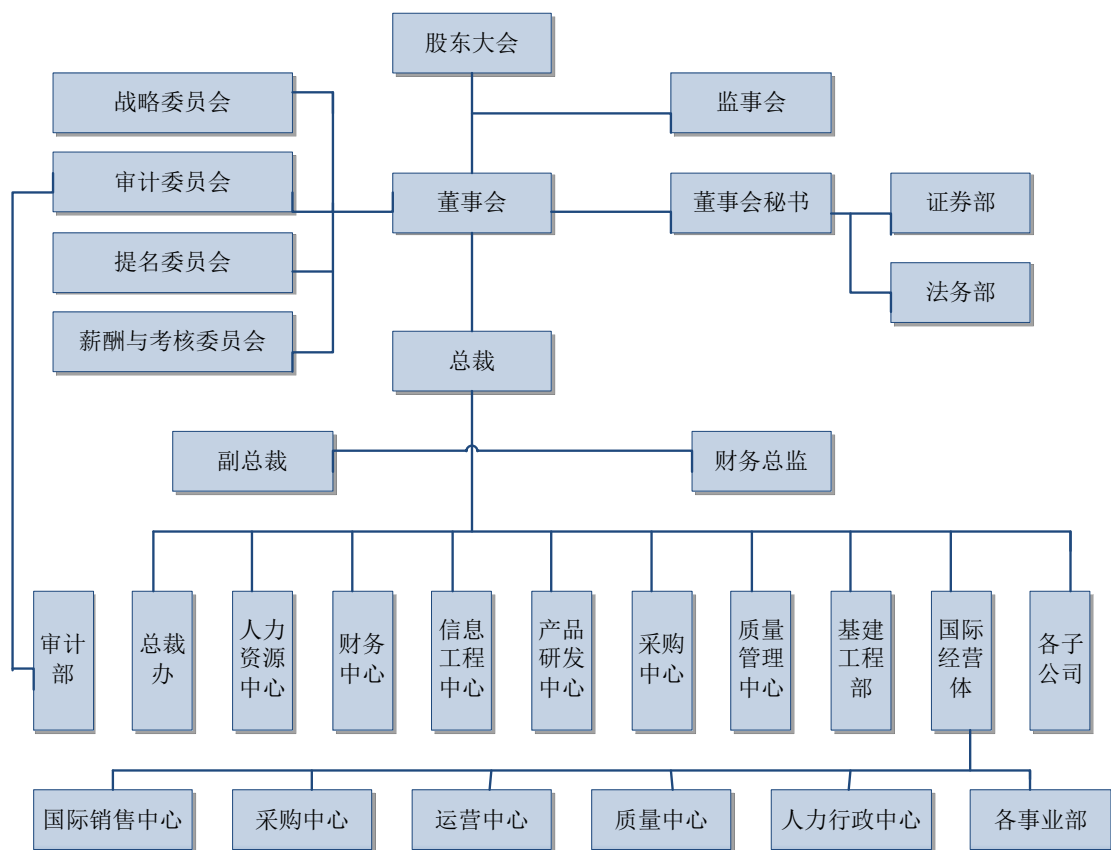 股东大会
战略委员会
监事会
审计委员会
董事会
董事会秘书
证券部
提名委员会
法务部
薪酬与考核委员会
总裁
副总裁
财务总监
审计
部
总裁
办
人力
资源
中心
财务
中心
信息
工程
中心
产品
研发
中心
采购
中心
质量
管理
中心
基建
工程
部
国际
经营
体
各子
公司
国际销售中心
采购中心
运营中心
质量中心
人力行政中心
各事业部